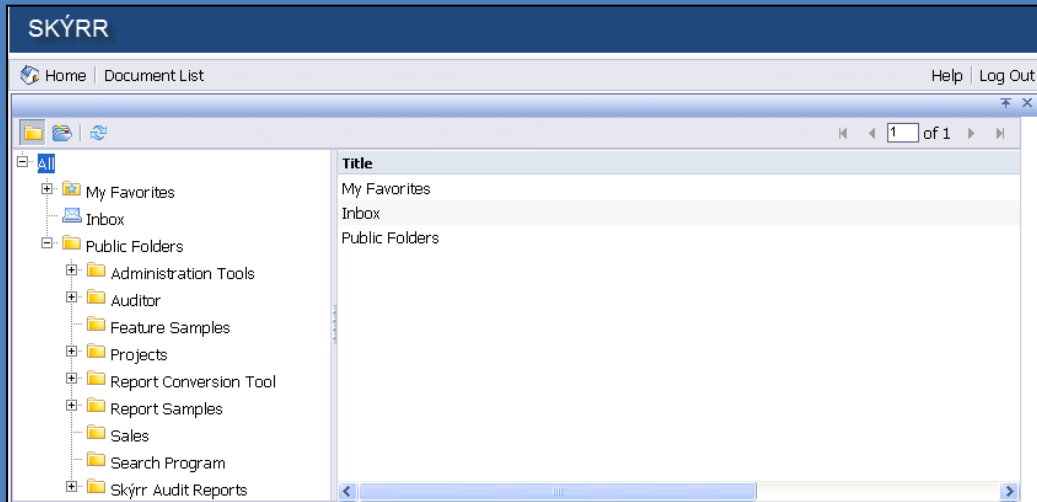 SKÝRR
Home | Document List
Help | Log Out
1 of 1
All
My Favorites
Inbox
Public Folders
Administration Tools
Auditor
Feature Samples
Projects
Report Conversion Tool
Report Samples
Sales
Search Program
Skýrr Audit Reports
Title
My Favorites
Inbox
Public Folders